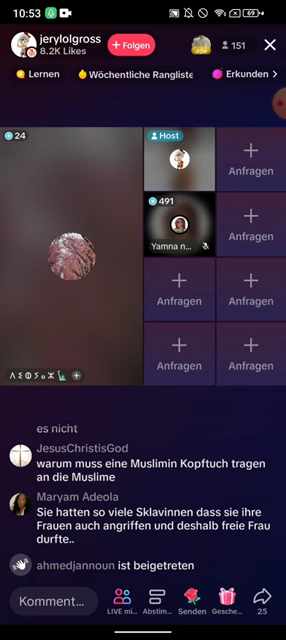 10:53
69
jerylolgross
8.2K Likes
+ Folgen
151
Lernen
Wöchentliche Rangliste
Erkunden
24
Host
Anfragen
491
Yamna n...
Anfragen
Anfragen
Anfragen
Anfragen
Anfragen
es nicht
JesusChristisGod
warum muss eine Muslimin Kopftuch tragen
an die Muslime
Maryam Adeola
Sie hatten so viele Sklavinnen dass sie ihre
Frauen auch angriffen und deshalb freie Frau
durfte..
ahmedjannoun ist beigetreten
Komment...
LIVE mi...
Abstim...
Senden
Gesche...
25